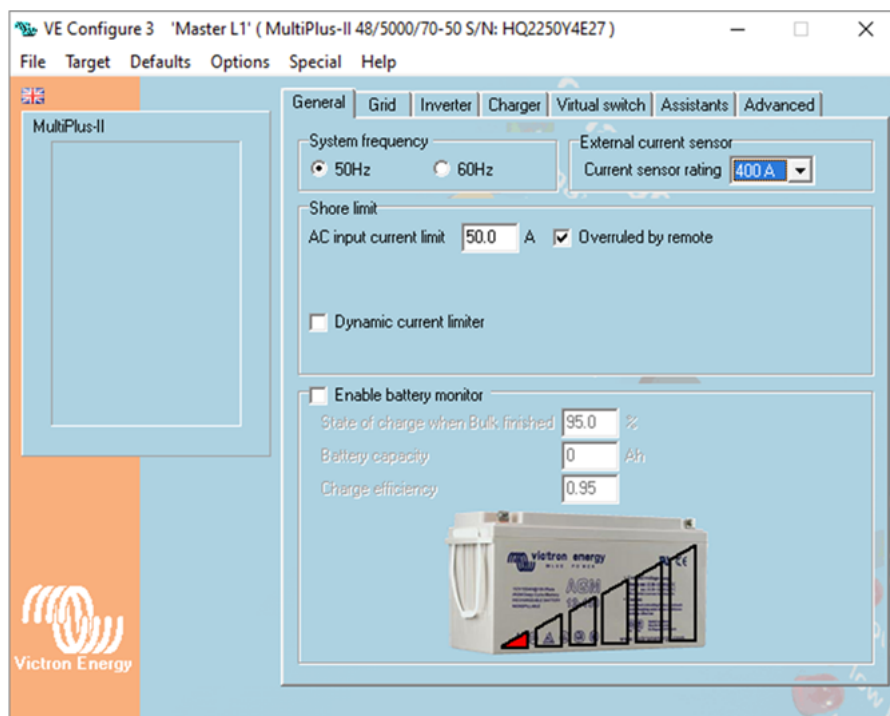 VE Configure 3 'Master L1' ( MultiPlus-II 48/5000/70-50 S/N: HQ2250Y4E27 )
File Target Defaults Options Special Help
MultiPlus-II
General Grid Inverter Charger Virtual switch Assistants Advanced
System frequency
50Hz 60Hz
External current sensor
Current sensor rating 400 A
Shore limit
AC input current limit 50.0 A Overruled by remote
Dynamic current limiter
Enable battery monitor
State of charge when Bulk finished 95.0 %
Battery capacity 0 Ah
Charge efficiency 0.95
victron energy
BLUE POWER
AGM
Victron Energy
low